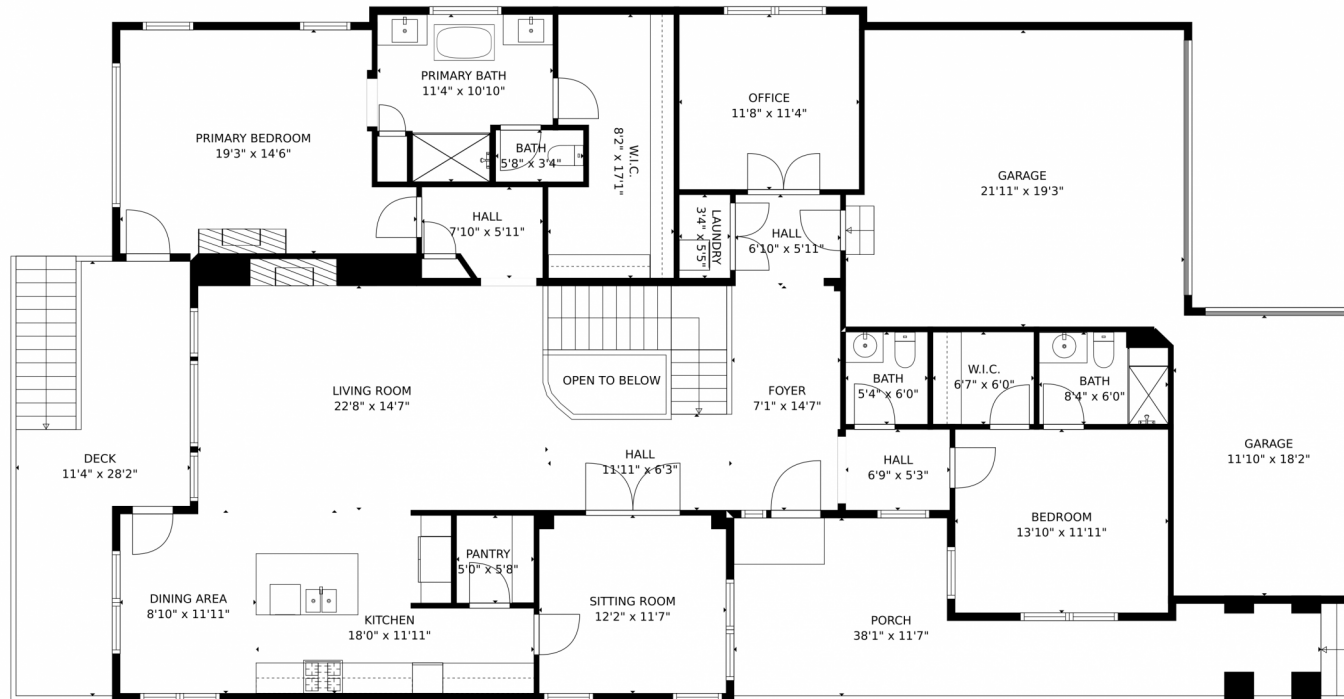 PRIMARY BATH
11'4" x 10'10"
OFFICE
11'8" x 11'4"
PRIMARY BEDROOM
19'3" x 14'6"
BATH
5'8" x 3'4"
W.I.C.
8'2" x 17'1"
GARAGE
21'11" x 19'3"
HALL
7'10" x 5'11"
LAUNDRY
3'4" x 5'5"
HALL
6'10" x 5'11"
OPEN TO BELOW
LIVING ROOM
22'8" x 14'7"
FOYER
7'1" x 14'7"
BATH
5'4" x 6'0"
W.I.C.
6'7" x 6'0"
BATH
8'4" x 6'0"
DECK
11'4" x 28'2"
HALL
11'11" x 6'3"
HALL
6'9" x 5'3"
GARAGE
11'10" x 18'2"
BEDROOM
13'10" x 11'11"
PANTRY
5'0" x 5'8"
DINING AREA
8'10" x 11'11"
SITTING ROOM
12'2" x 11'7"
KITCHEN
18'0" x 11'11"
PORCH
38'1" x 11'7"